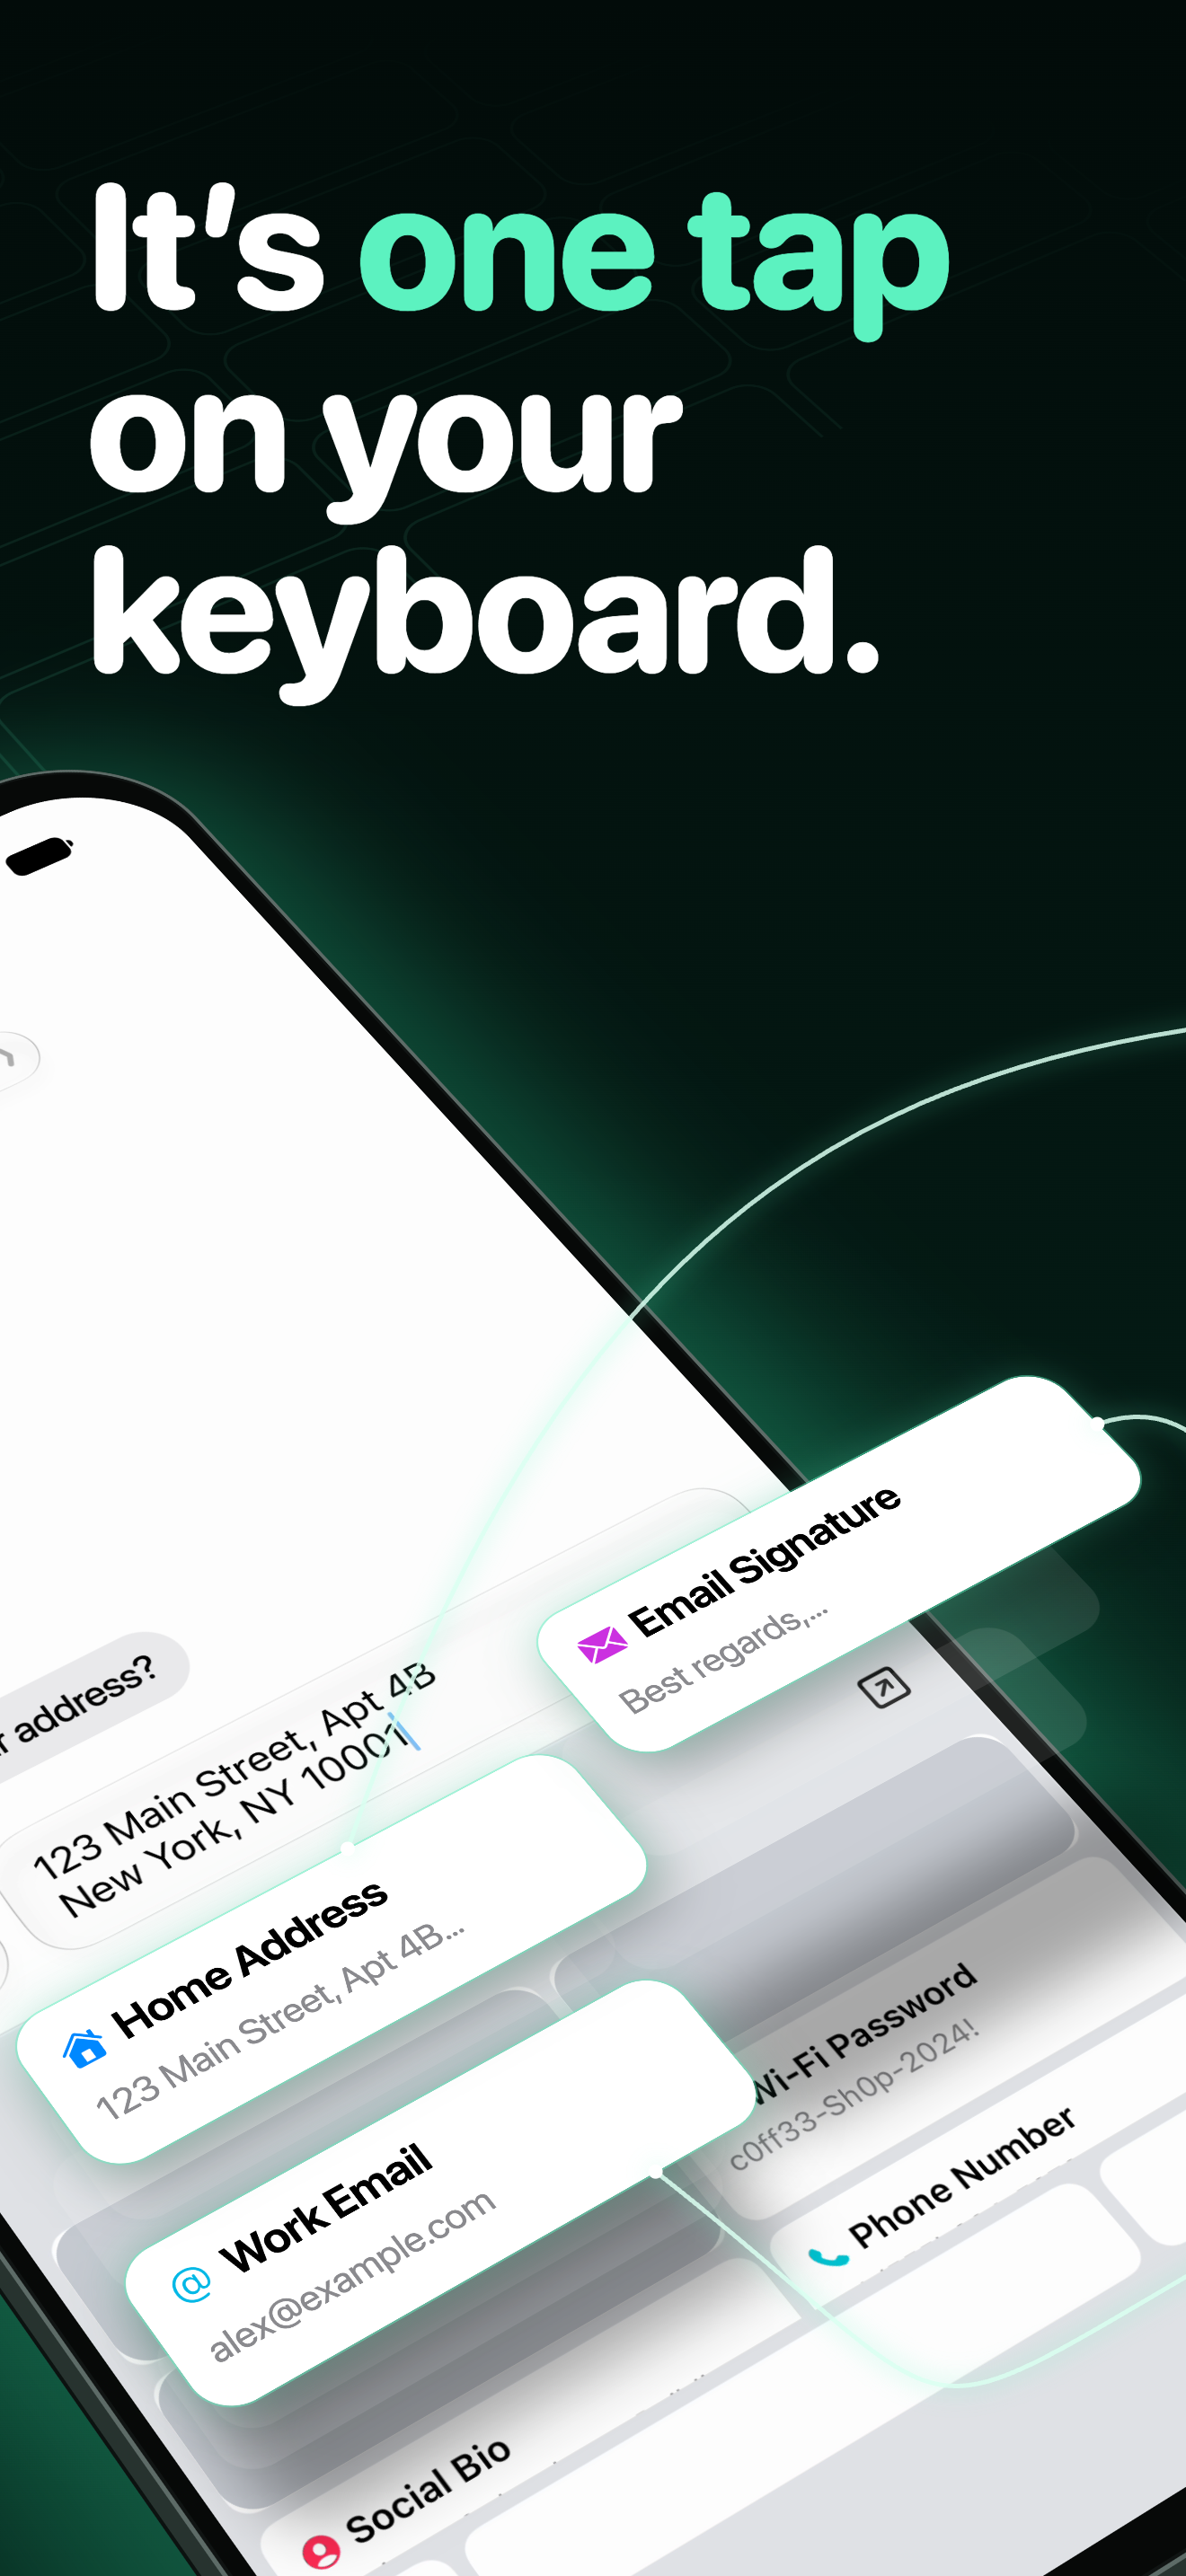 It's one tap
on your
keyboard.
address?
123 Main Street, Apt 4B
New York, NY 10001
Email Signature
Best regards,...
Home Address
123 Main Street, Apt 4B...
Work Email
alex@example.com
Wi-Fi Password
c0ff33-Sh0p-2024!
Phone Number
Social Bio